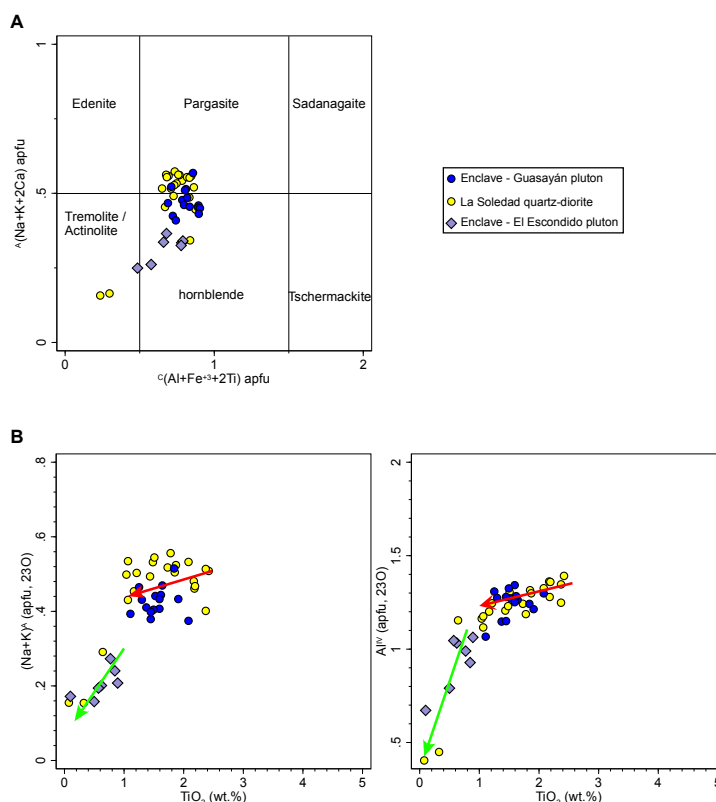 A
1
.5
0
ᴬ(Na+K+2Ca) apfu
Edenite
Pargasite
Sadanagaite
Tremolite /
Actinolite
hornblende
Tschermackite
0
1
2
ᶜ(Al+Fe⁺³+2Ti) apfu
Enclave - Guasayán pluton
La Soledad quartz-diorite
Enclave - El Escondido pluton
B
.8
.6
.4
.2
0
(Na+K)ᴬ (apfu, 23O)
0
1
2
3
4
5
TiO₂ (wt.%)
2
1.5
1
.5
Alᴵⱽ (apfu, 23O)
0
1
2
3
4
5
TiO₂ (wt.%)